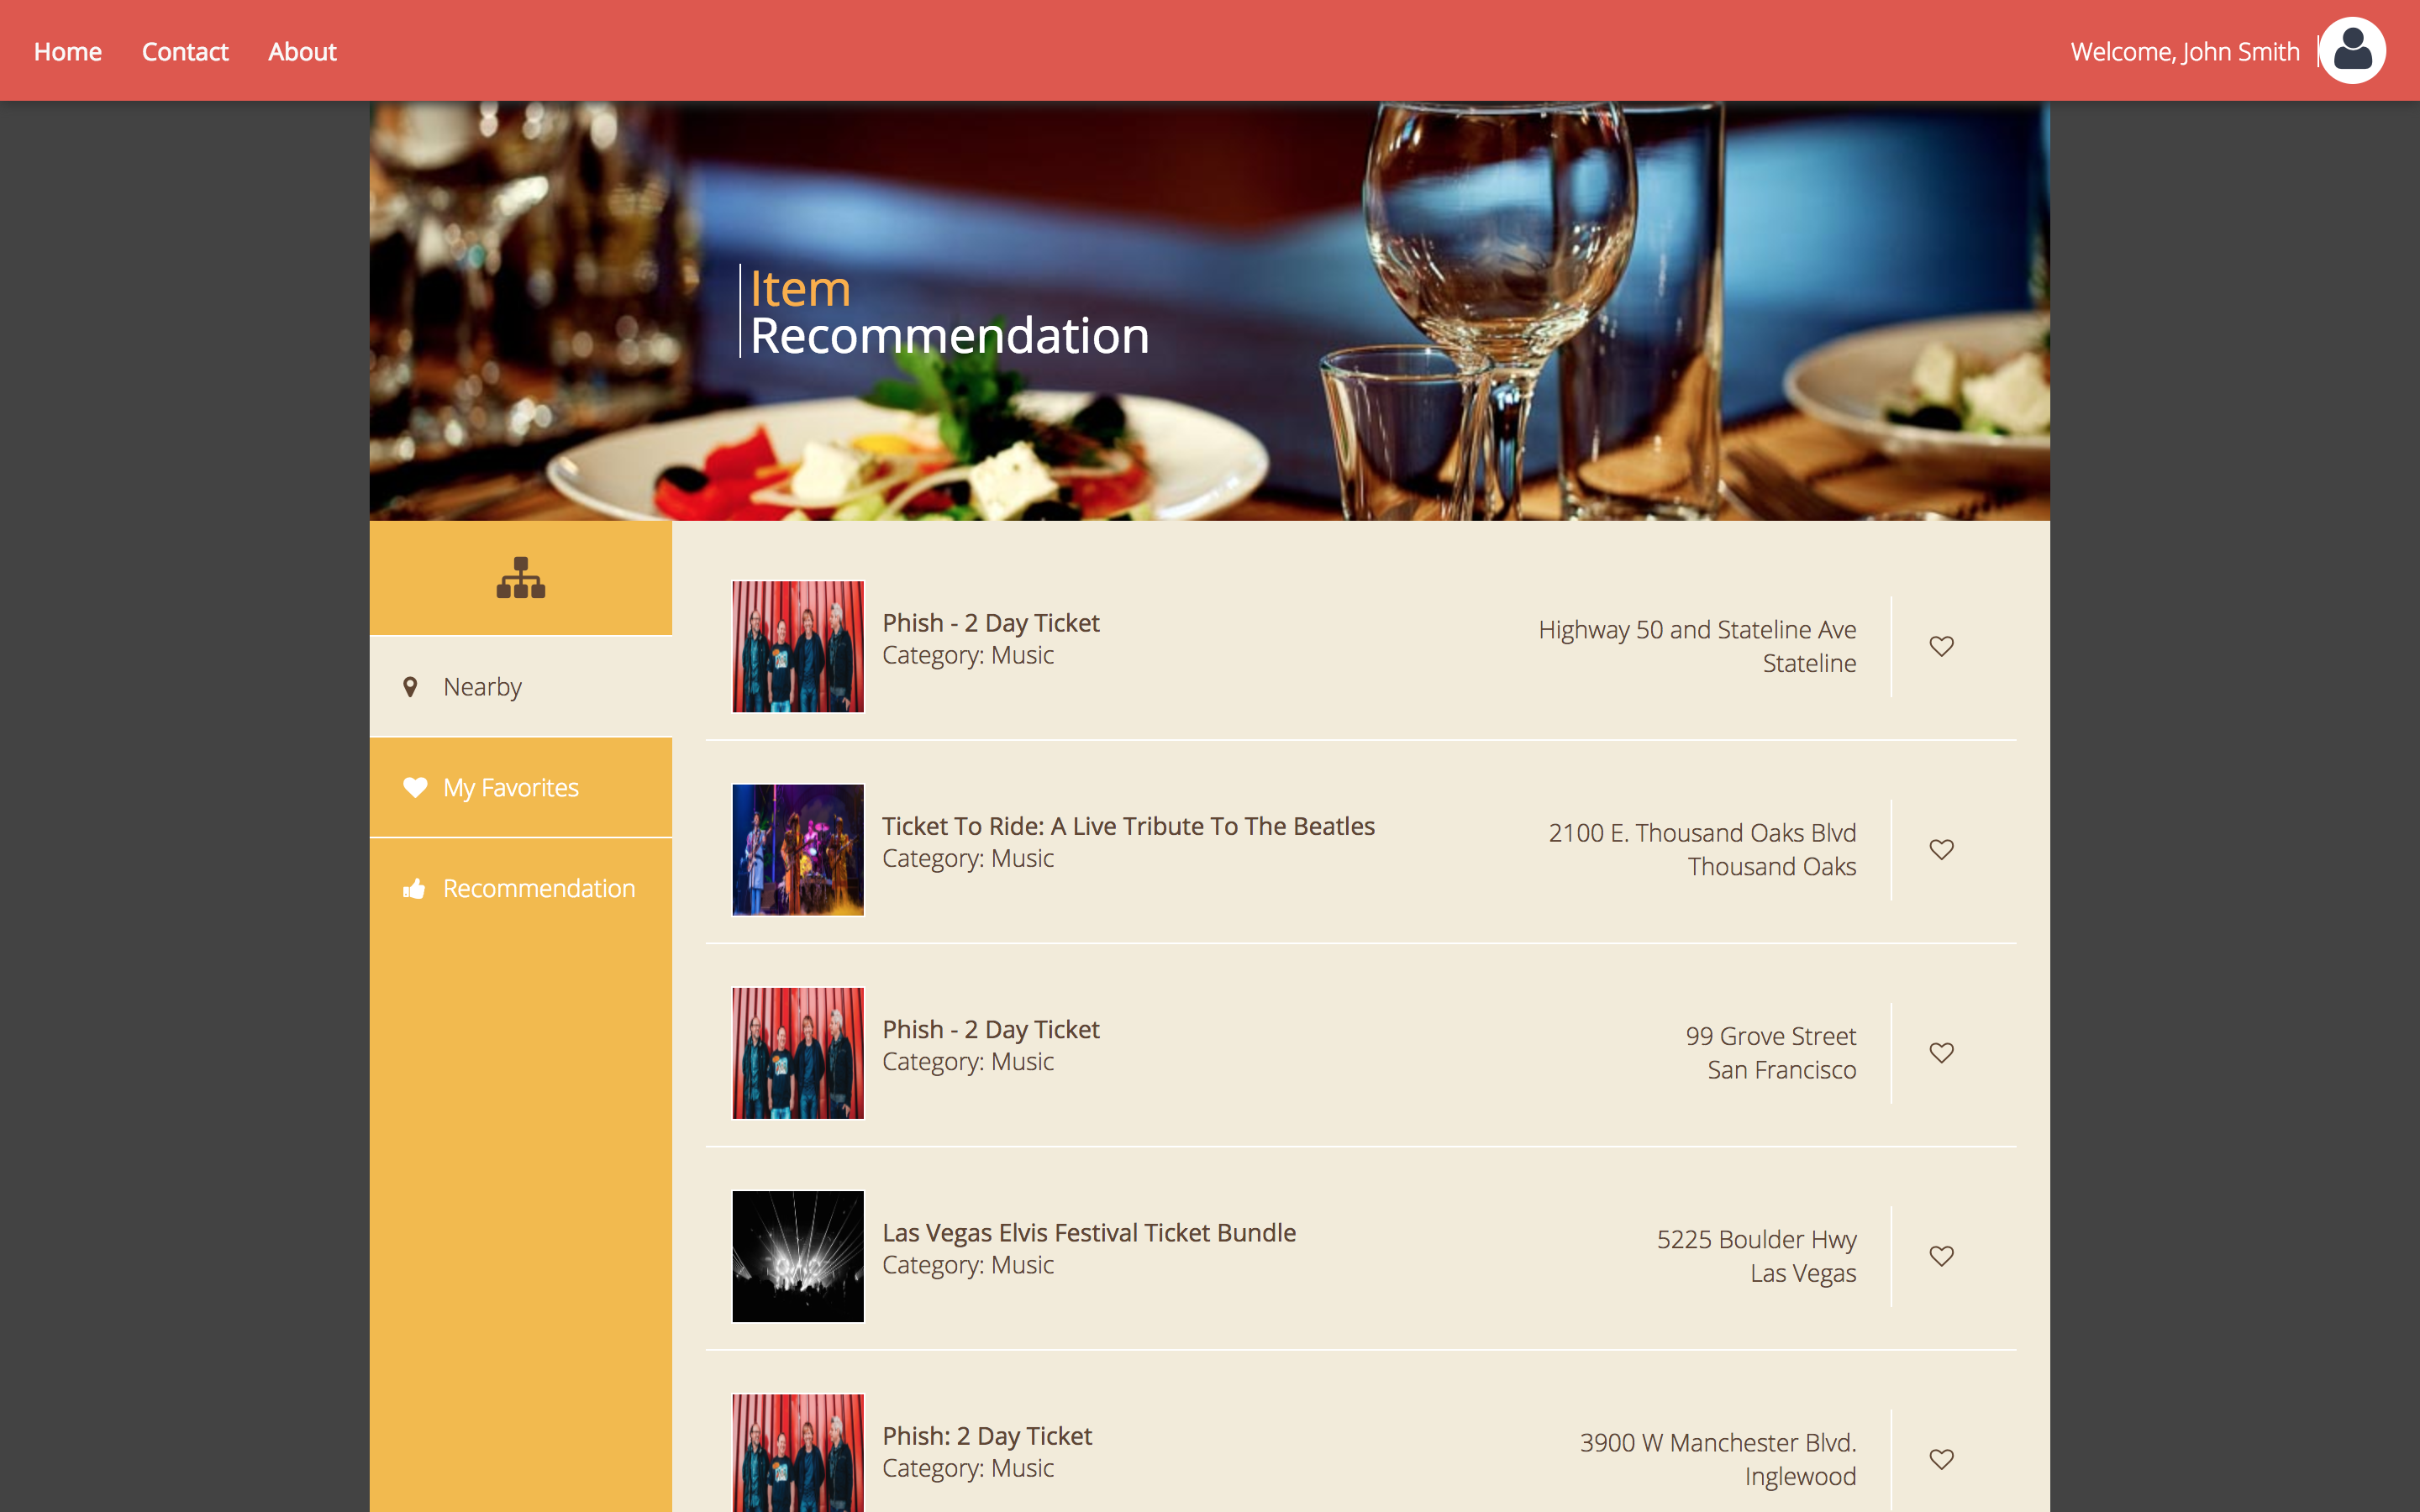 Home Contact About Welcome, John Smith
Item
Recommendation
Nearby
My Favorites
Recommendation
Phish - 2 Day Ticket
Category: Music
Highway 50 and Stateline Ave
Stateline
Ticket To Ride: A Live Tribute To The Beatles
Category: Music
2100 E. Thousand Oaks Blvd
Thousand Oaks
Phish - 2 Day Ticket
Category: Music
99 Grove Street
San Francisco
Las Vegas Elvis Festival Ticket Bundle
Category: Music
5225 Boulder Hwy
Las Vegas
Phish: 2 Day Ticket
Category: Music
3900 W Manchester Blvd.
Inglewood